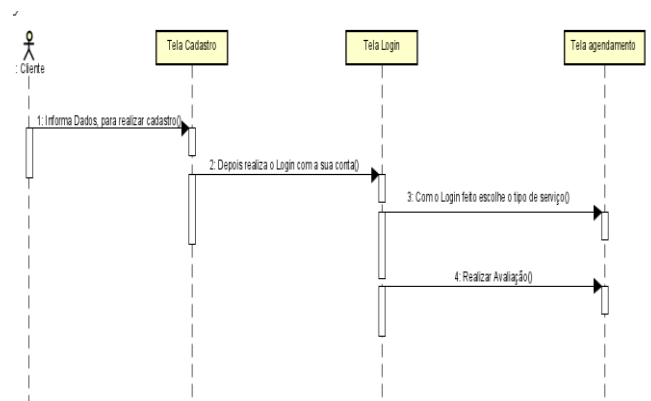 Tela Cadastro
Tela Login
Tela agendamento
: Cliente
1: Informa Dados, para realizar cadastro()
2: Depois realiza o Login com a sua conta()
3: Com o Login feito escolhe o tipo de serviço()
4: Realizar Avaliação()